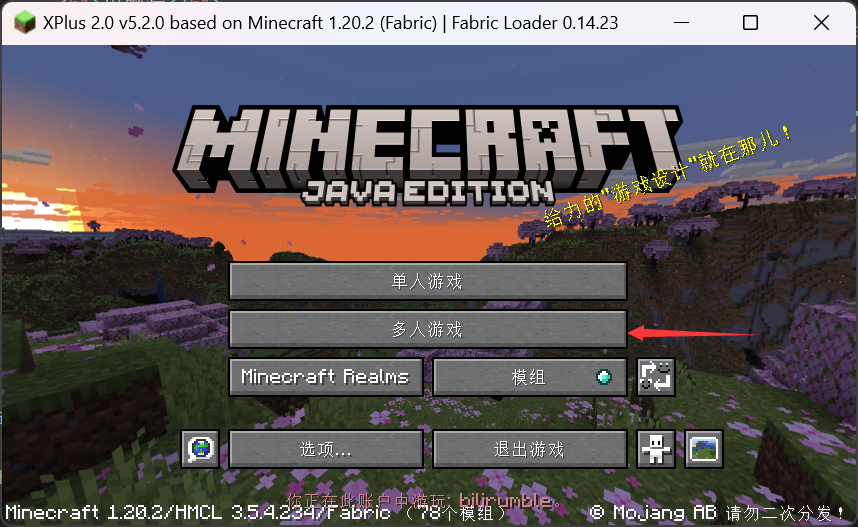 XPlus 2.0 v5.2.0 based on Minecraft 1.20.2 (Fabric) | Fabric Loader 0.14.23
MINECRAFT
JAVA EDITION
给力的"游戏设计"就在那儿！
单人游戏
多人游戏
Minecraft Realms
模组
选项...
退出游戏
你正在此账户中游玩: bilirumble。
Minecraft 1.20.2/HMCL 3.5.4.234/Fabric （78个模组）
© Mojang AB 请勿二次分发！